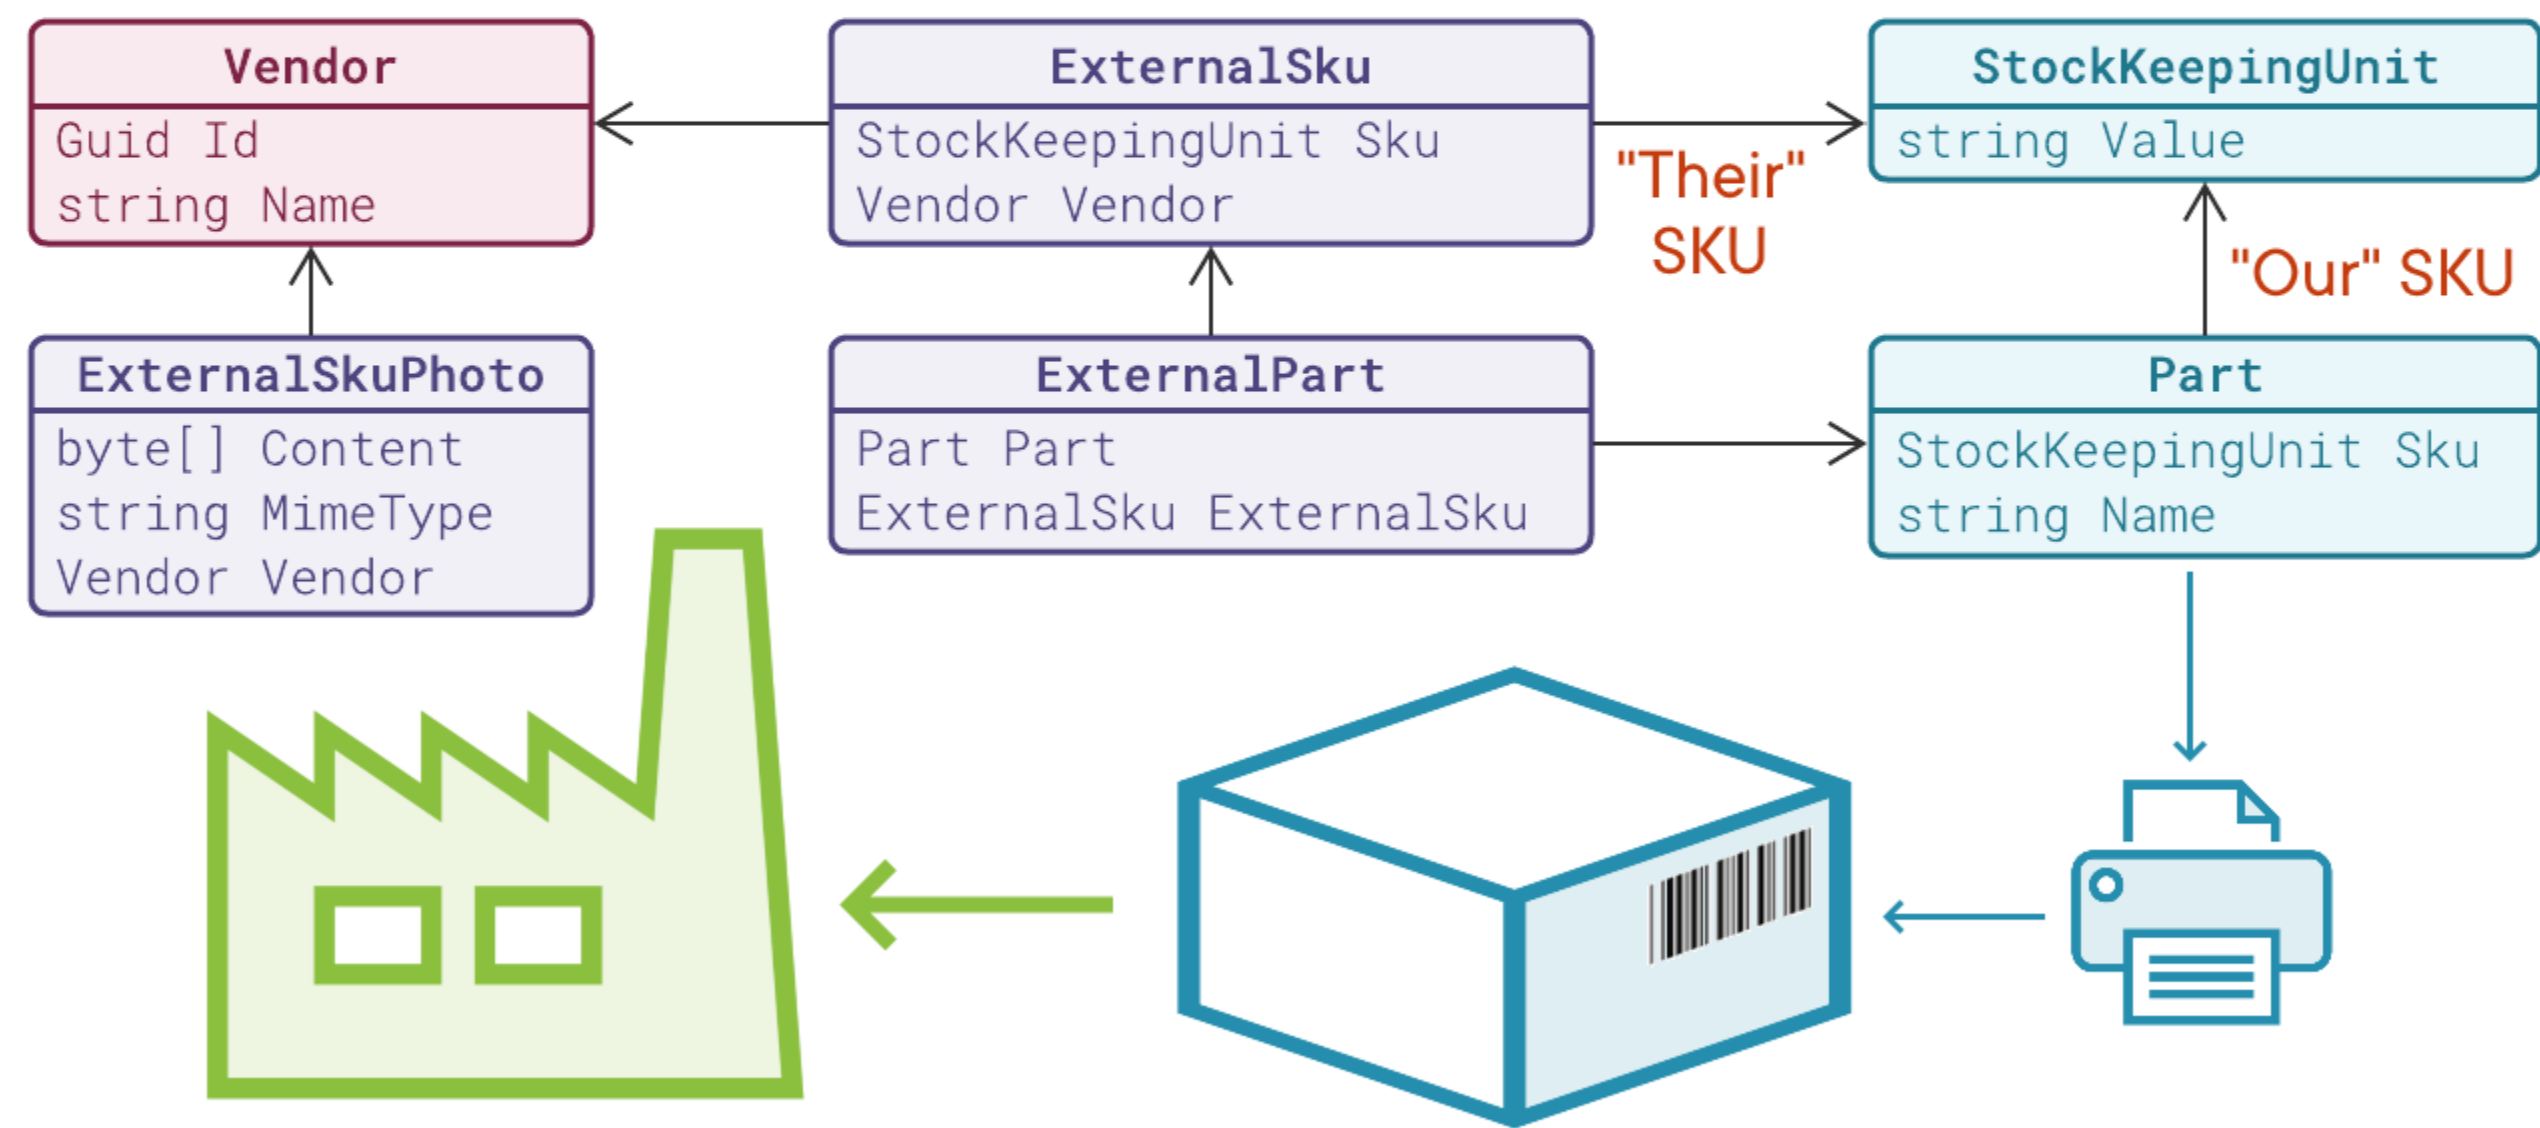 Vendor
Guid Id
string Name
ExternalSku
StockKeepingUnit Sku
Vendor Vendor
"Their"
SKU
StockKeepingUnit
string Value
"Our" SKU
ExternalSkuPhoto
byte[] Content
string MimeType
Vendor Vendor
ExternalPart
Part Part
ExternalSku ExternalSku
Part
StockKeepingUnit Sku
string Name